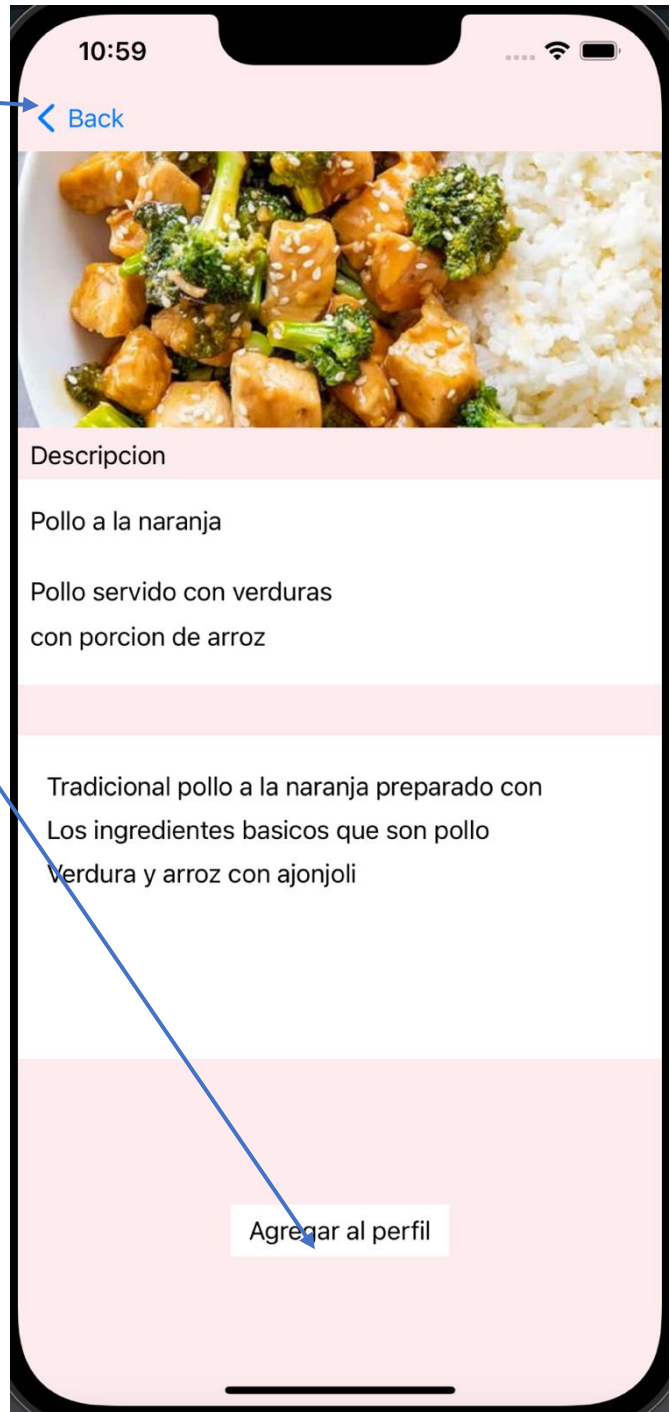 10:59
Back
Descripcion
Pollo a la naranja
Pollo servido con verduras
con porcion de arroz
Tradicional pollo a la naranja preparado con
Los ingredientes basicos que son pollo
Verdura y arroz con ajonjoli
Agregar al perfil